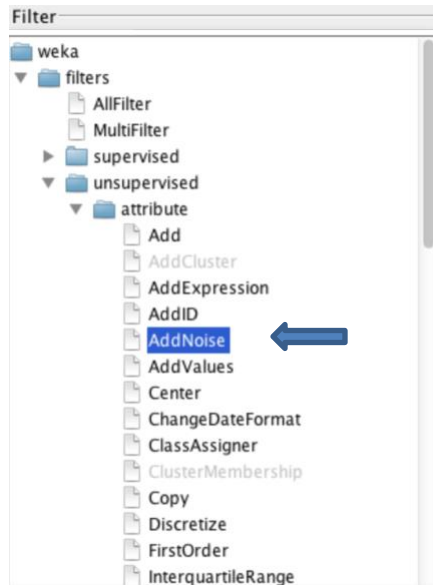 Filter
weka
filters
AllFilter
MultiFilter
supervised
unsupervised
attribute
Add
AddCluster
AddExpression
AddID
AddNoise
AddValues
Center
ChangeDateFormat
ClassAssigner
ClusterMembership
Copy
Discretize
FirstOrder
InterquartileRange